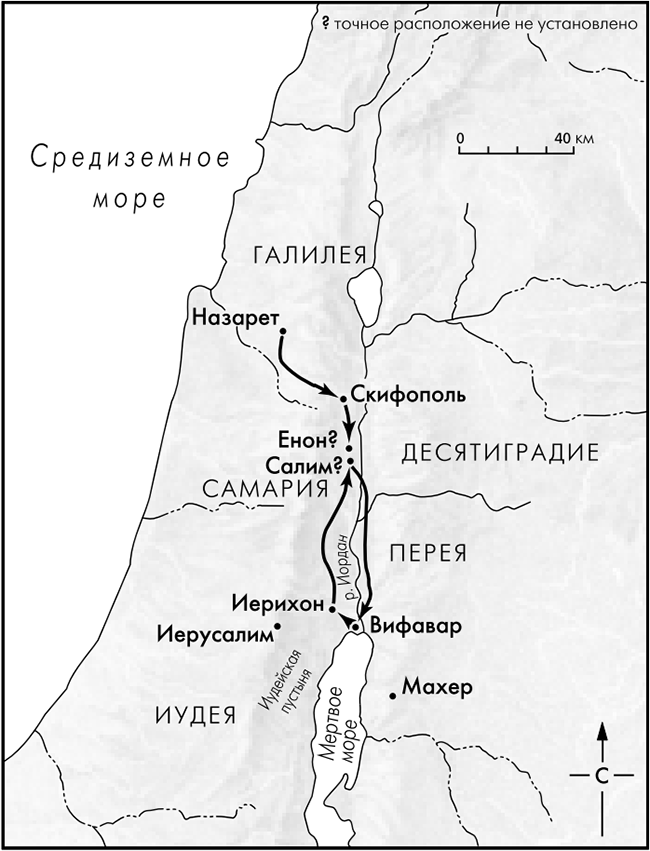 ? точное расположение не установлено
0 40 км
Средиземное
море
ГАЛИЛЕЯ
Назарет
Скифополь
Енон?
Салим?
ДЕСЯТИГРАДИЕ
САМАРИЯ
ПЕРЕЯ
р. Иордан
Иерихон
Вифавар
Иерусалим
Иудейская
пустыня
Махер
ИУДЕЯ
Мертвое
море
С